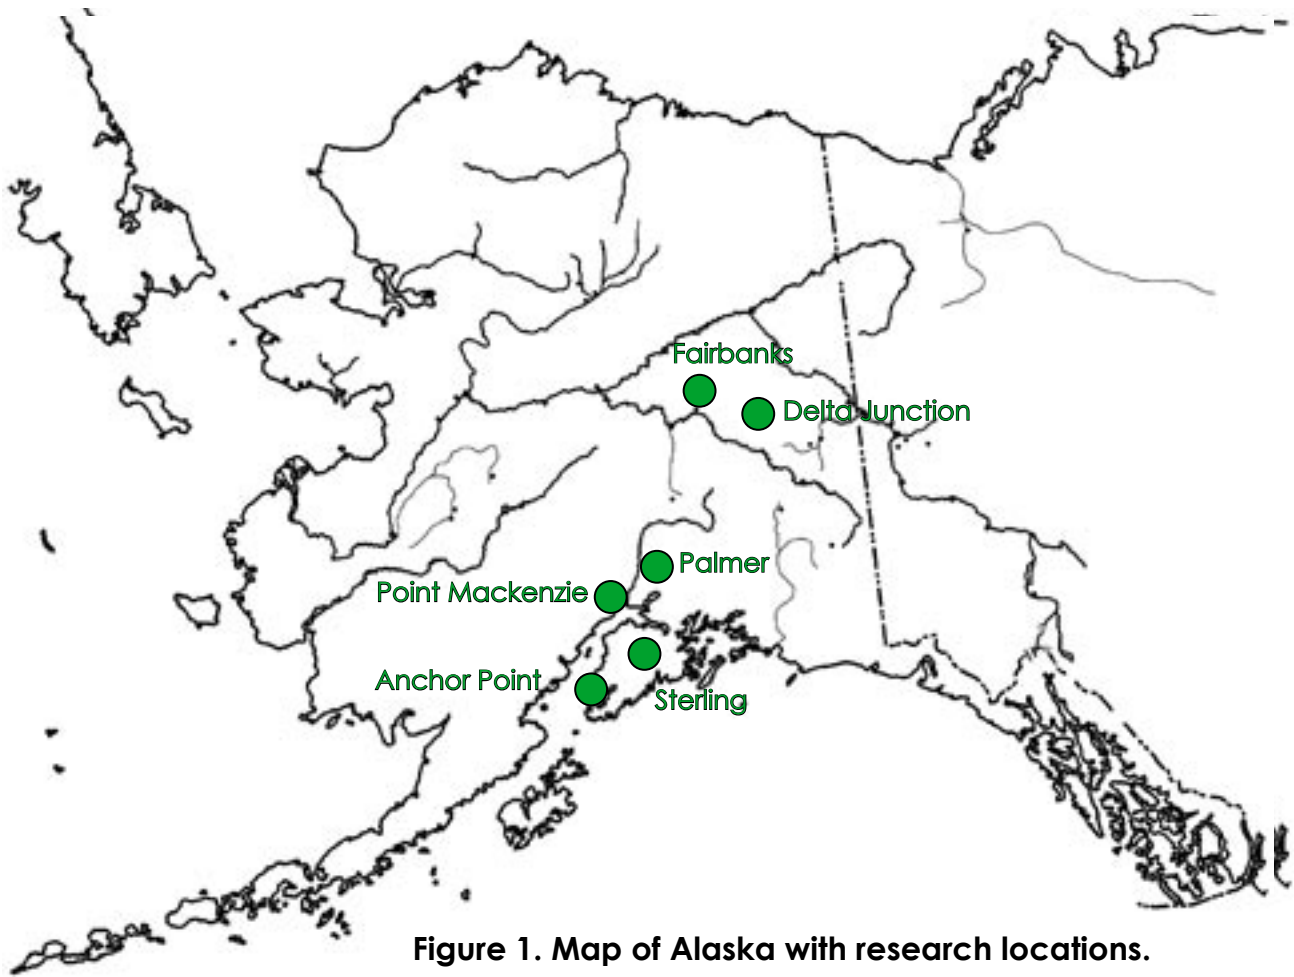 Fairbanks
Delta Junction
Palmer
Point Mackenzie
Anchor Point
Sterling
Figure 1. Map of Alaska with research locations.